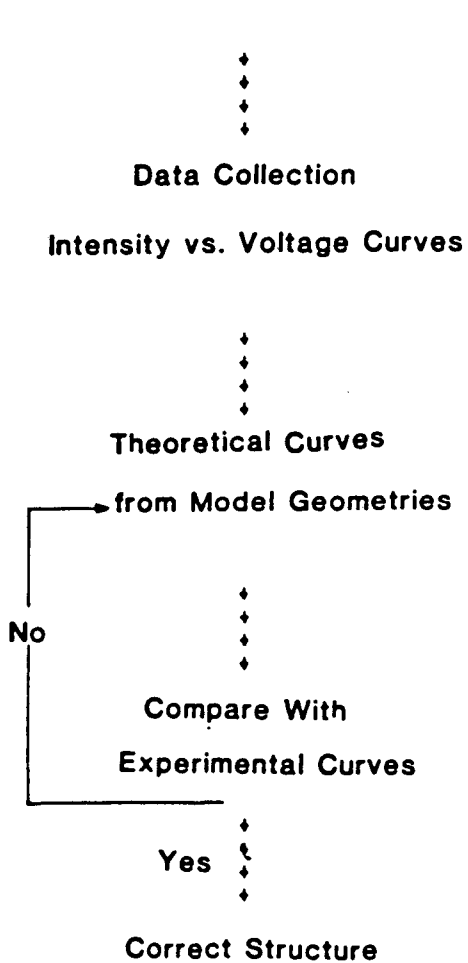 Data Collection
Intensity vs. Voltage Curves
Theoretical Curves
from Model Geometries
No
Compare With
Experimental Curves
Yes
Correct Structure